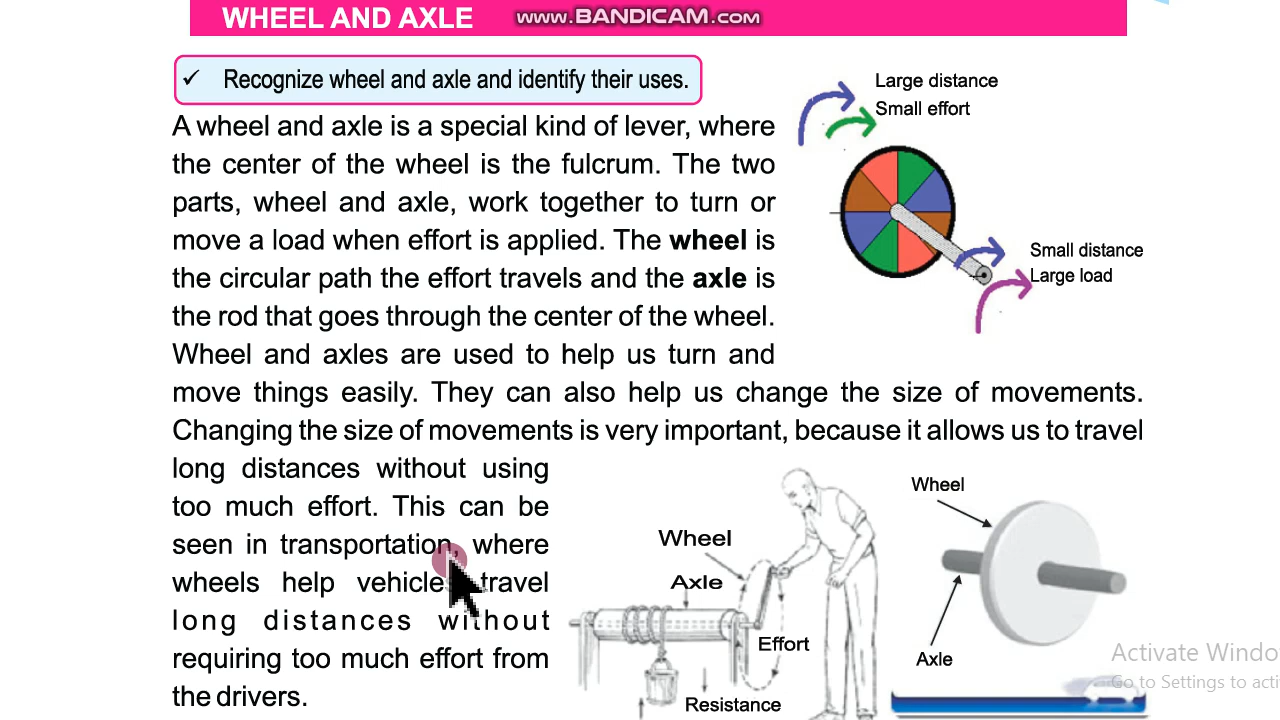 WHEEL AND AXLE
www.BANDICAM.com
✓ Recognize wheel and axle and identify their uses.
Large distance
Small effort
A wheel and axle is a special kind of lever, where
the center of the wheel is the fulcrum. The two
parts, wheel and axle, work together to turn or
move a load when effort is applied. The wheel is
the circular path the effort travels and the axle is
the rod that goes through the center of the wheel.
Wheel and axles are used to help us turn and
move things easily. They can also help us change the size of movements.
Changing the size of movements is very important, because it allows us to travel
long distances without using
too much effort. This can be
seen in transportation, where
wheels help vehicles travel
long distances without
requiring too much effort from
the drivers.
Small distance
Large load
Wheel
Axle
Effort
Resistance
Wheel
Axle
Activate Windo
Go to Settings to acti